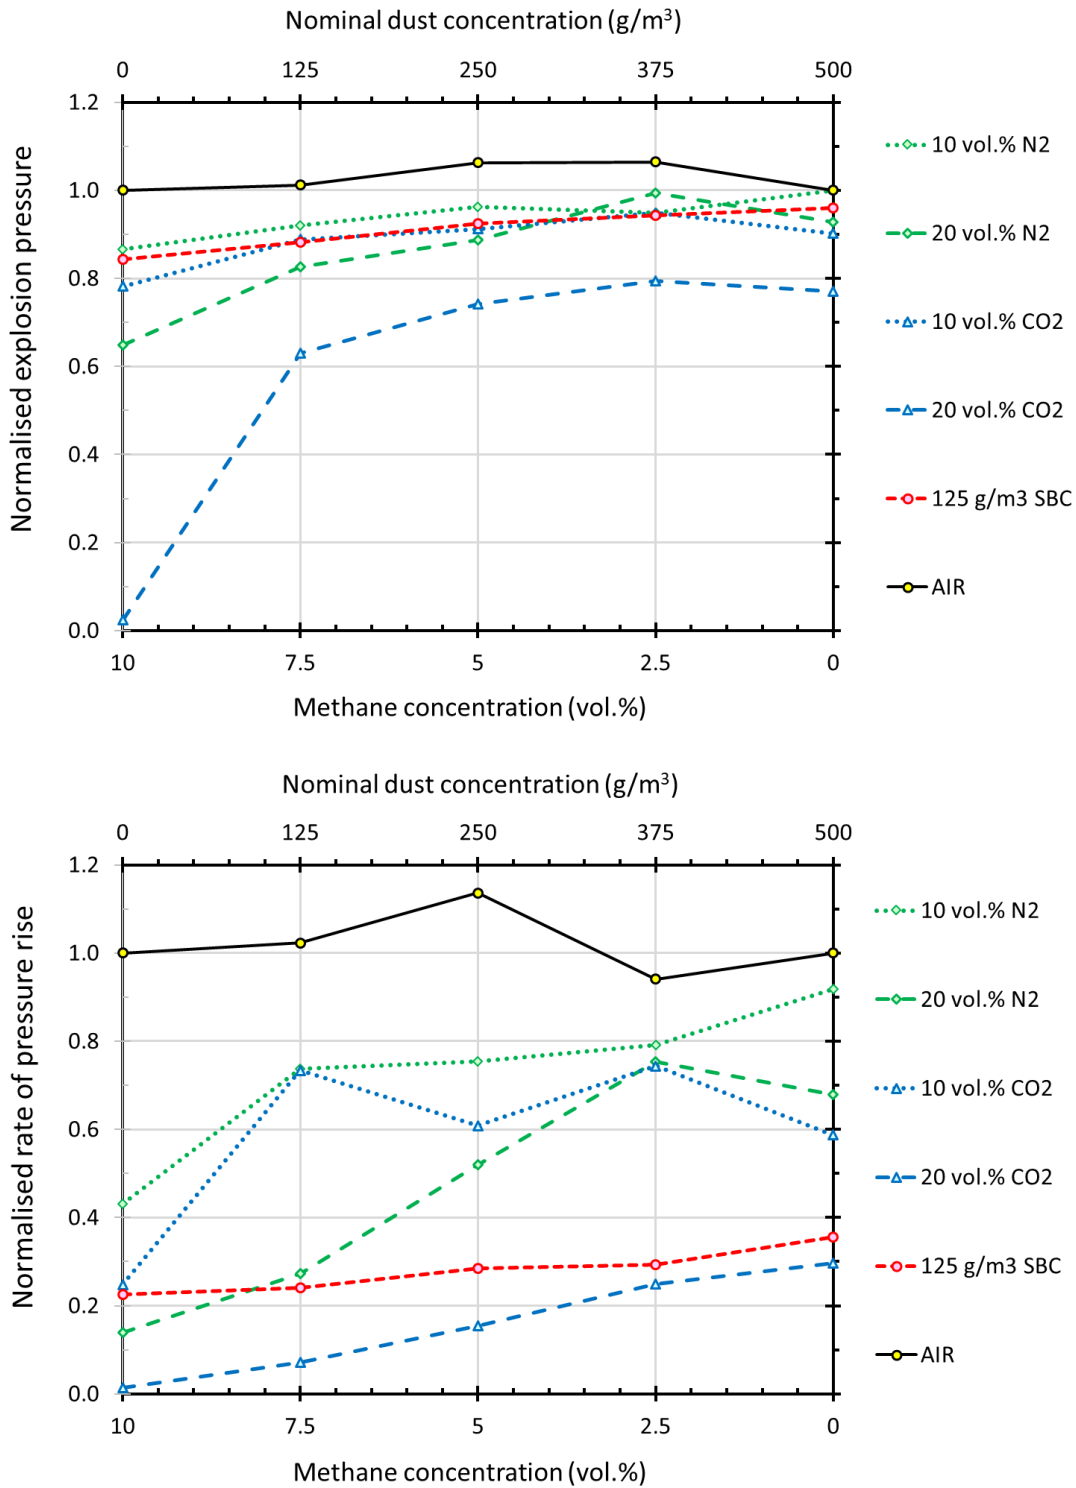 Nominal dust concentration (g/m³)
0 125 250 375 500
1.2
1.0
0.8
0.6
0.4
0.2
0.0
Normalised explosion pressure
10 7.5 5 2.5 0
Methane concentration (vol.%)
10 vol.% N2
20 vol.% N2
10 vol.% CO2
20 vol.% CO2
125 g/m3 SBC
AIR
Nominal dust concentration (g/m³)
0 125 250 375 500
1.2
1.0
0.8
0.6
0.4
0.2
0.0
Normalised rate of pressure rise
10 7.5 5 2.5 0
Methane concentration (vol.%)
10 vol.% N2
20 vol.% N2
10 vol.% CO2
20 vol.% CO2
125 g/m3 SBC
AIR